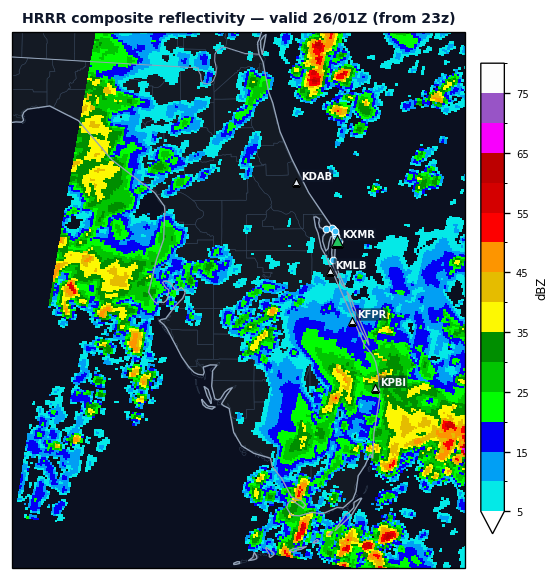 HRRR composite reflectivity — valid 26/01Z (from 23z)
KDAB
KXMR
KMLB
KFPR
KPBI
75
65
55
45
35
25
15
5
dBZ